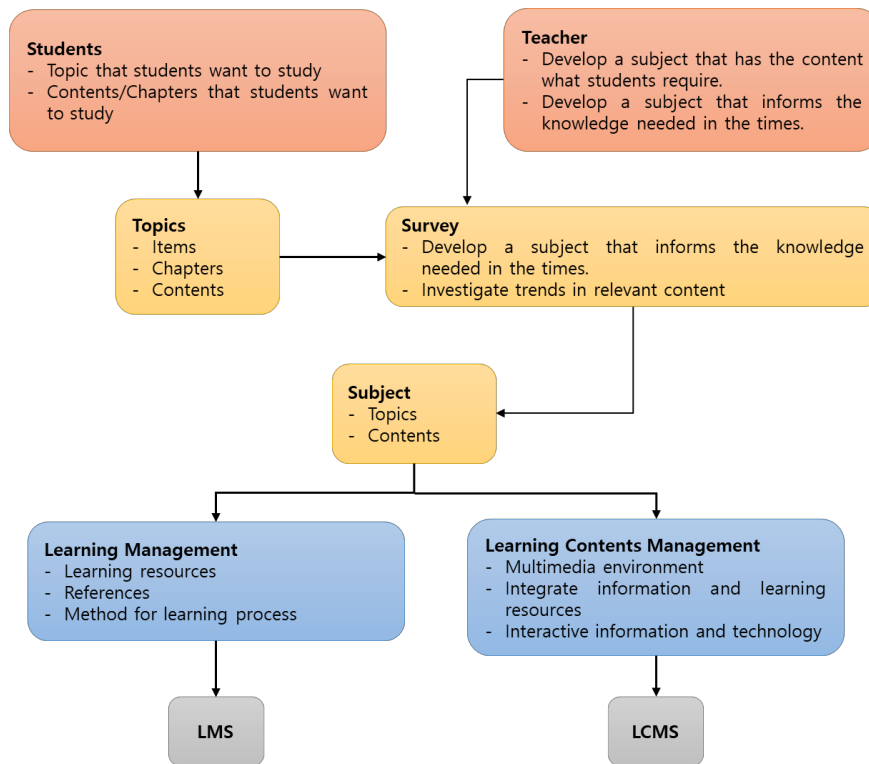 Students
- Topic that students want to study
- Contents/Chapters that students want
to study
Teacher
- Develop a subject that has the content
what students require.
- Develop a subject that informs the
knowledge needed in the times.
Topics
- Items
- Chapters
- Contents
Survey
- Develop a subject that informs the knowledge
needed in the times.
- Investigate trends in relevant content
Subject
- Topics
- Contents
Learning Management
- Learning resources
- References
- Method for learning process
Learning Contents Management
- Multimedia environment
- Integrate information and learning
resources
- Interactive information and technology
LMS
LCMS